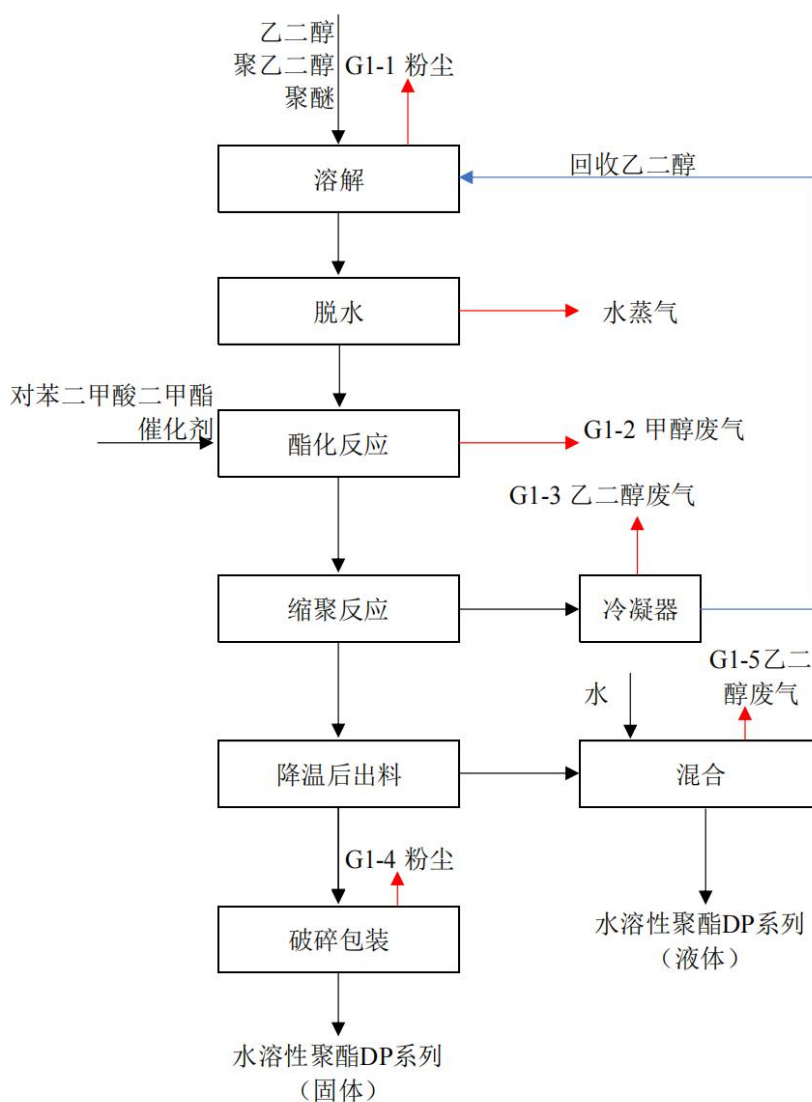 乙二醇
聚乙二醇
聚醚
G1-1 粉尘
溶解
回收乙二醇
脱水
水蒸气
对苯二甲酸二甲酯
催化剂
酯化反应
G1-2 甲醇废气
G1-3 乙二醇废气
缩聚反应
冷凝器
水
G1-5乙二
醇废气
降温后出料
混合
G1-4 粉尘
破碎包装
水溶性聚酯DP系列
（液体）
水溶性聚酯DP系列
（固体）